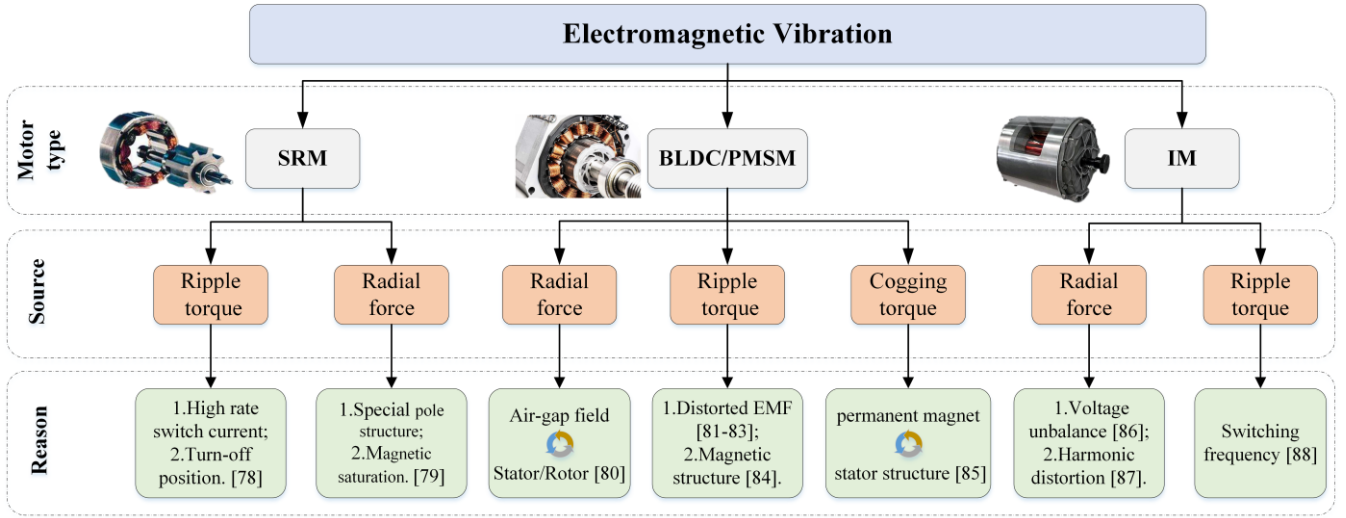 Electromagnetic Vibration
Motor
type
SRM
BLDC/PMSM
IM
Source
Ripple
torque
Radial
force
Radial
force
Ripple
torque
Cogging
torque
Radial
force
Ripple
torque
Reason
1.High rate
switch current;
2.Turn-off
position. [78]
1.Special pole
structure;
2.Magnetic
saturation. [79]
Air-gap field
Stator/Rotor [80]
1.Distorted EMF
[81-83];
2.Magnetic
structure [84].
permanent magnet
stator structure [85]
1.Voltage
unbalance [86];
2.Harmonic
distortion [87].
Switching
frequency [88]